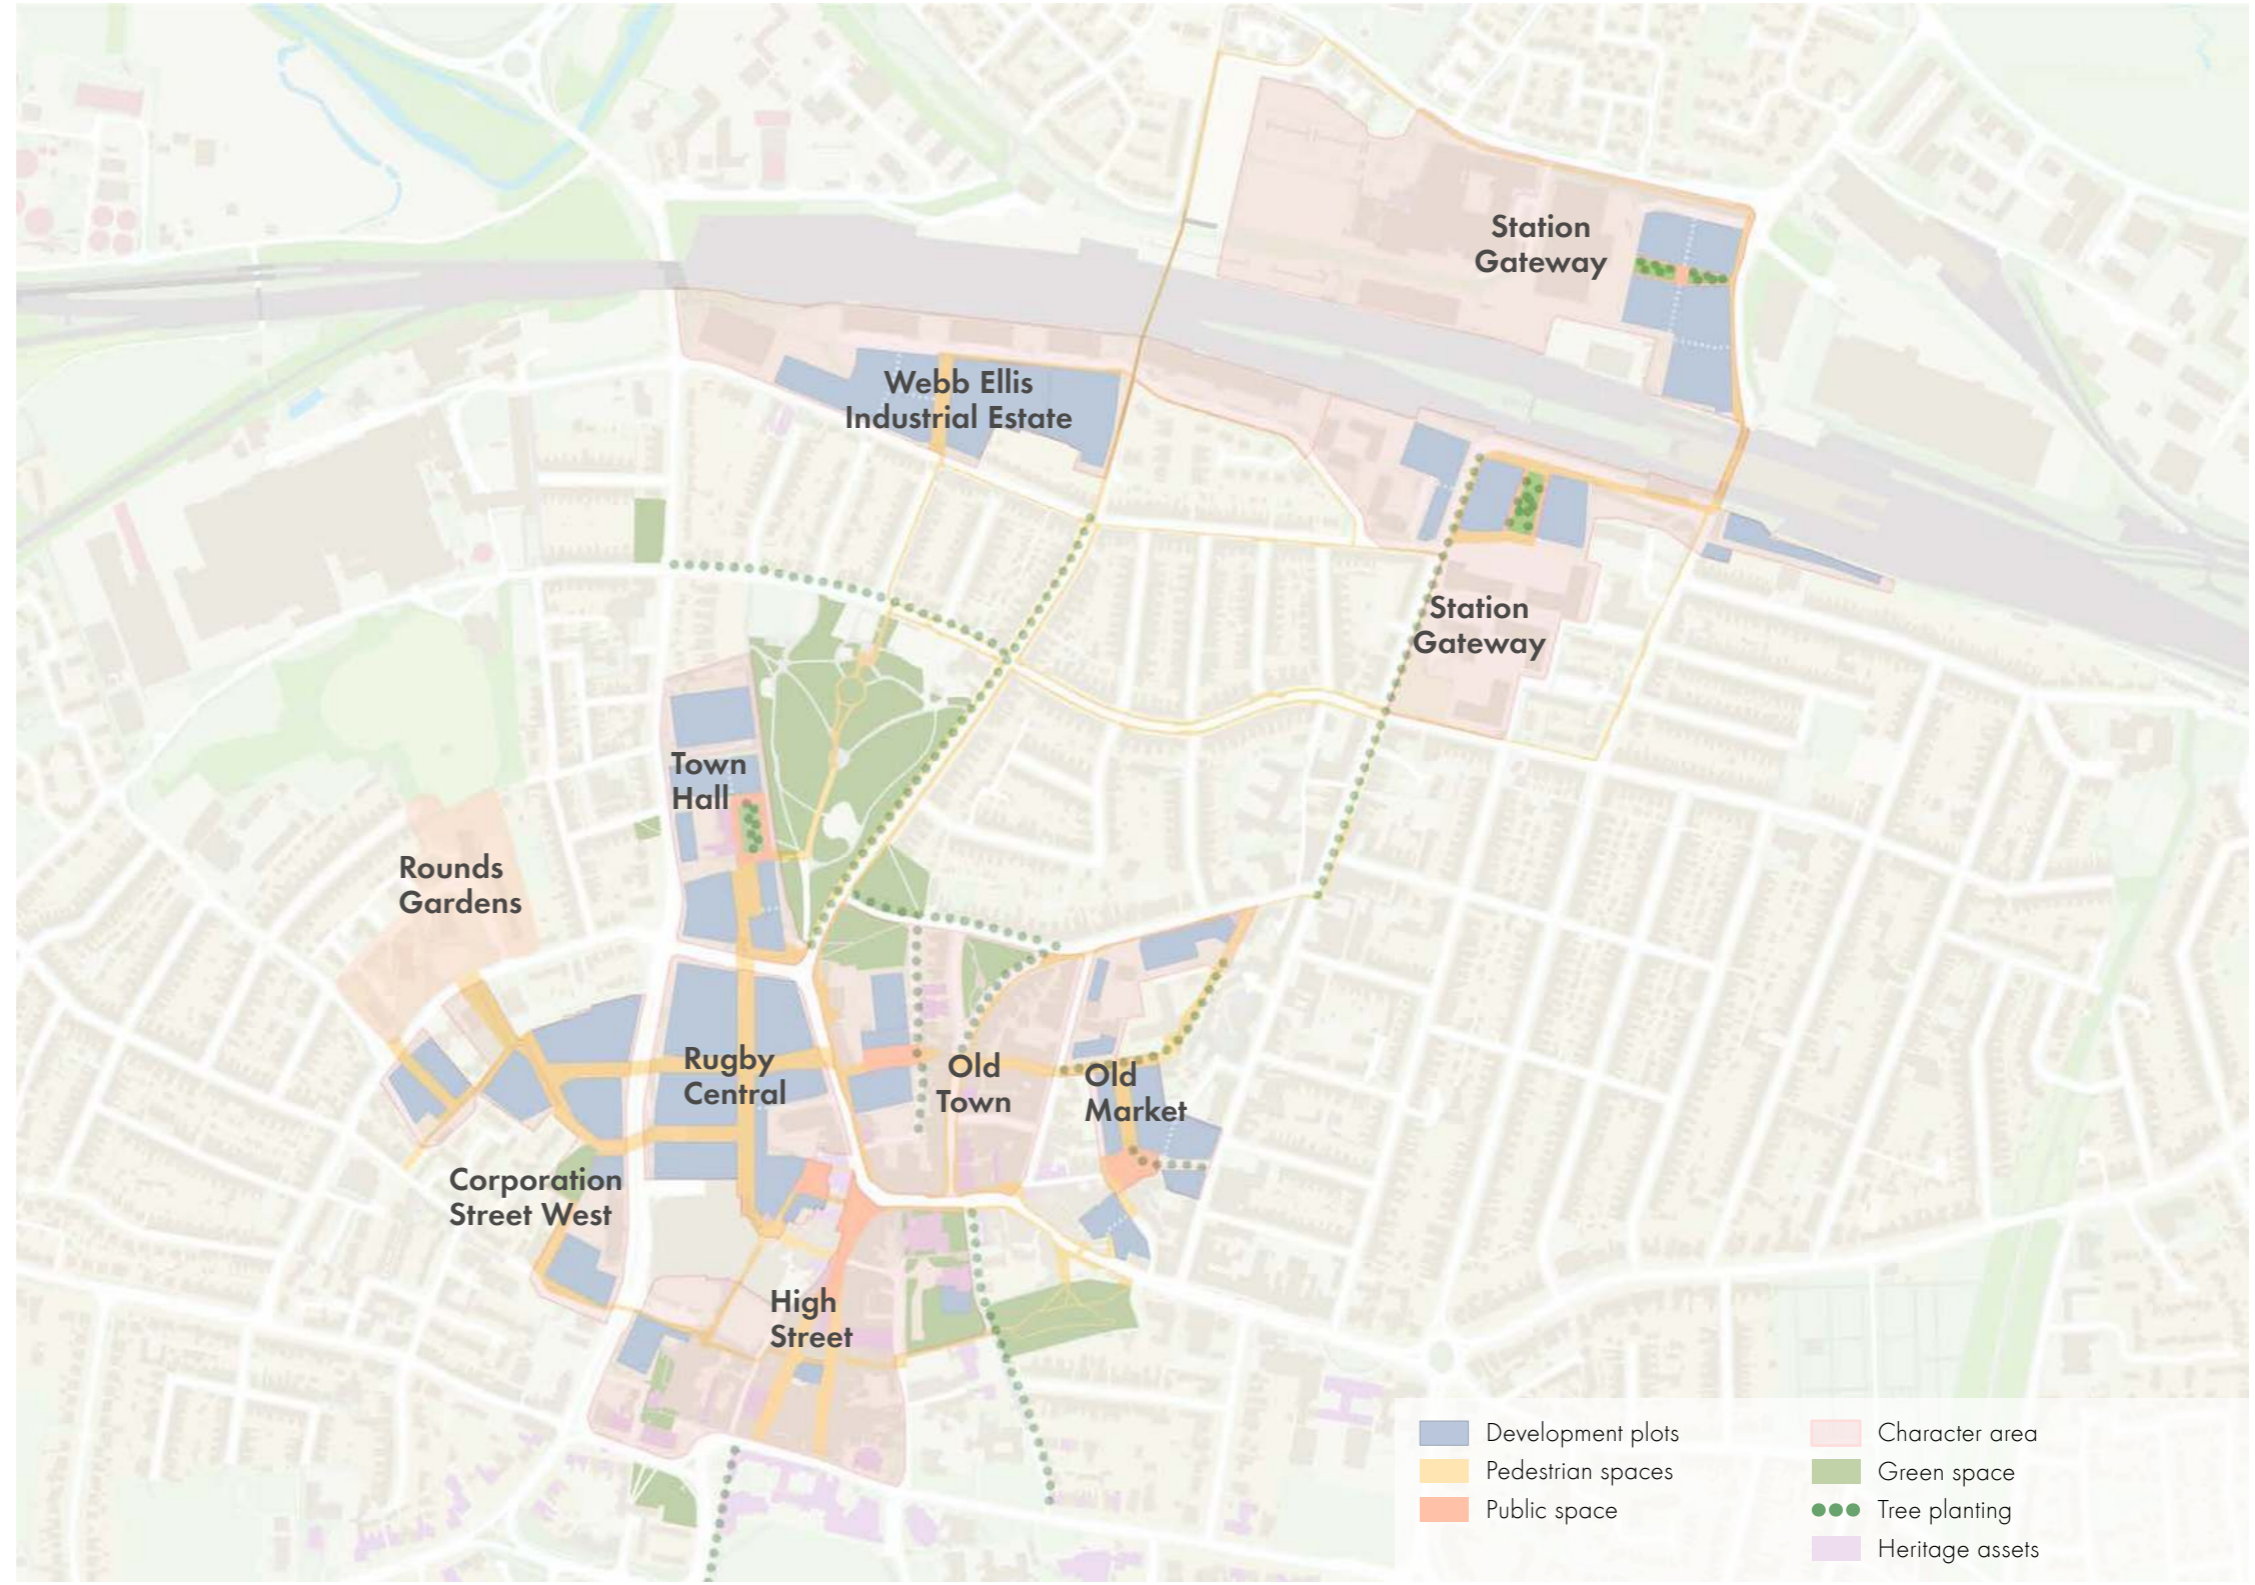 Station
Gateway
Webb Ellis
Industrial Estate
Station
Gateway
Town
Hall
Rounds
Gardens
Rugby
Central
Old
Town
Old
Market
Corporation
Street West
High
Street
Development plots
Pedestrian spaces
Public space
Character area
Green space
Tree planting
Heritage assets